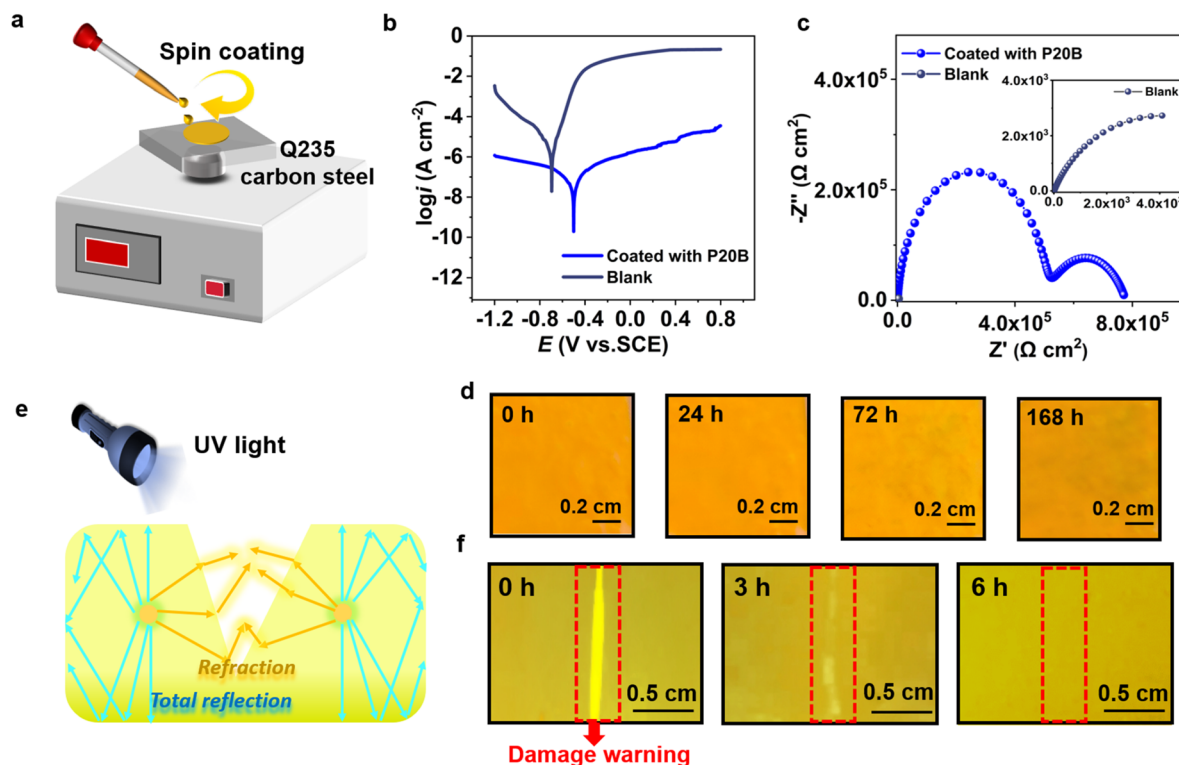 a
Spin coating
Q235
carbon steel
b
logi (A cm⁻²)
0
-2
-4
-6
-8
-10
-12
Coated with P20B
Blank
-1.2 -0.8 -0.4 0.0 0.4 0.8
E (V vs.SCE)
c
-Z'' (Ω cm²)
Coated with P20B
Blank
4.0x10⁵
2.0x10⁵
0.0
0.0 4.0x10⁵ 8.0x10⁵
Z' (Ω cm²)
4.0x10³
Blank
2.0x10³
0.0
0.0 2.0x10³ 4.0x10³
d
0 h
0.2 cm
24 h
0.2 cm
72 h
0.2 cm
168 h
0.2 cm
e
UV light
Refraction
Total reflection
f
0 h
0.5 cm
3 h
0.5 cm
6 h
0.5 cm
Damage warning